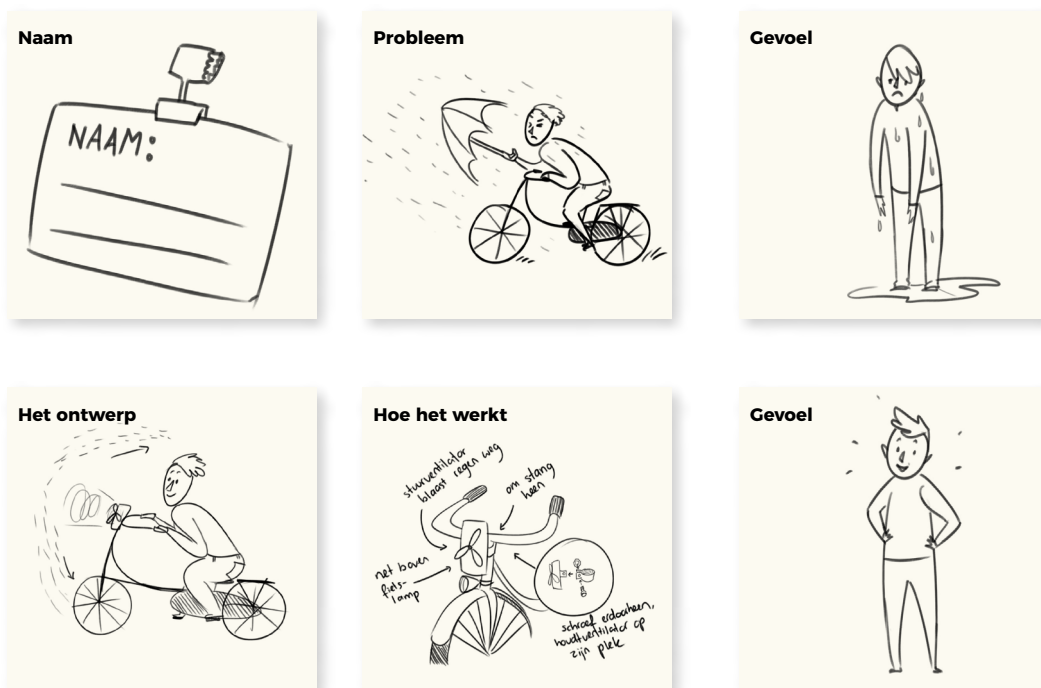 Naam
NAAM:
Probleem
Gevoel
Het ontwerp
Hoe het werkt
stuurventilator
blaast regen weg
om stang
heen
net boven
fiets-
lamp
schroef erdoorheen,
houdt ventilator op
zijn plek
Gevoel